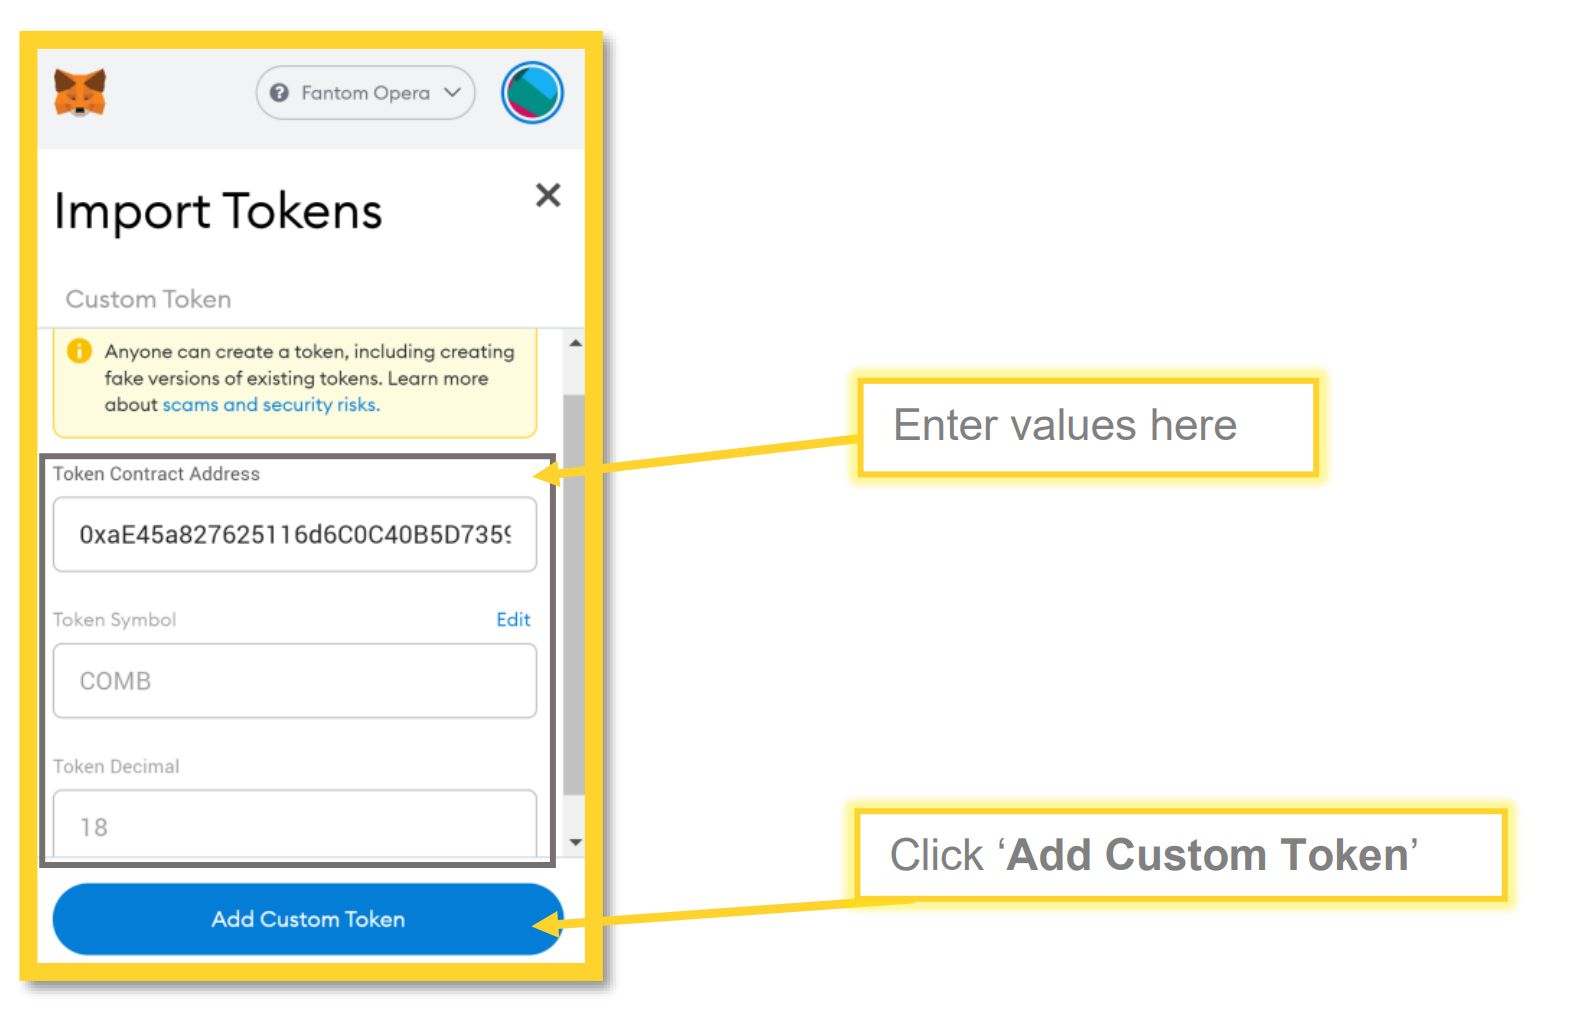 Fantom Opera
Import Tokens
Custom Token
Anyone can create a token, including creating
fake versions of existing tokens. Learn more
about scams and security risks.
Enter values here
Token Contract Address
0xaE45a827625116d6C0C40B5D7359
Token Symbol Edit
COMB
Token Decimal
18
Click ‘Add Custom Token’
Add Custom Token